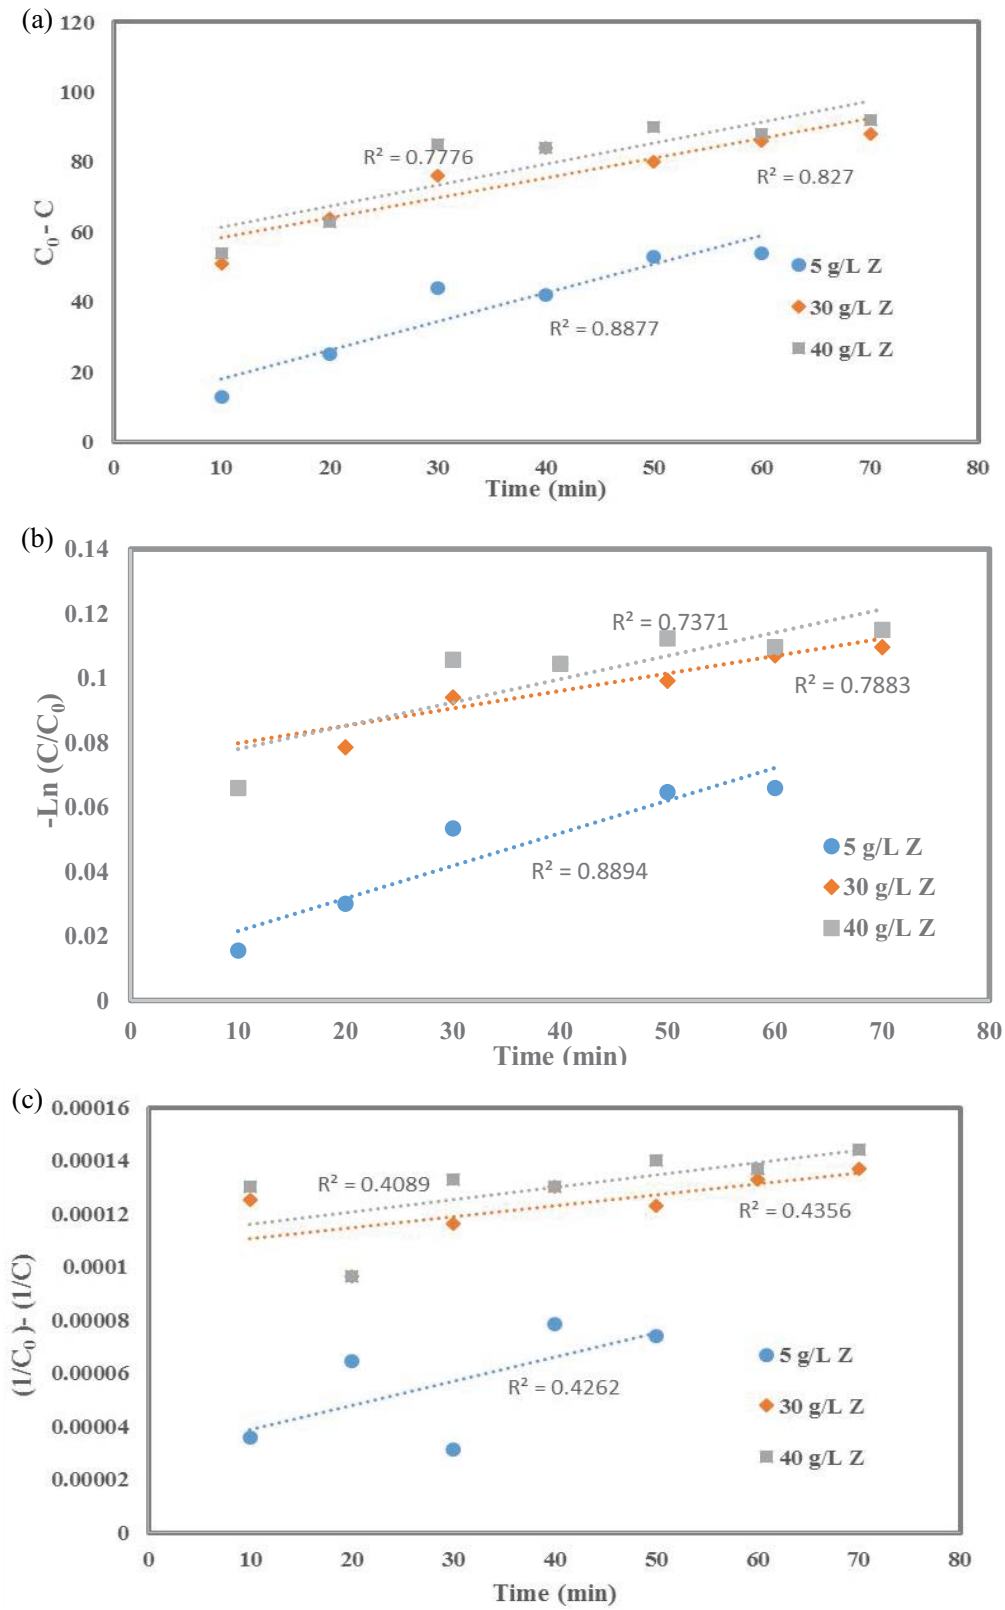 (a)
120
100
80
60
40
20
0
C₀- C
R² = 0.7776
R² = 0.827
R² = 0.8877
5 g/L Z
30 g/L Z
40 g/L Z
0 10 20 30 40 50 60 70 80
Time (min)
(b)
0.14
0.12
0.1
0.08
0.06
0.04
0.02
0
-Ln (C/C₀)
R² = 0.7371
R² = 0.7883
R² = 0.8894
5 g/L Z
30 g/L Z
40 g/L Z
0 10 20 30 40 50 60 70 80
Time (min)
(c)
0.00016
0.00014
0.00012
0.0001
0.00008
0.00006
0.00004
0.00002
0
(1/C₀ )- (1/C)
R² = 0.4089
R² = 0.4356
R² = 0.4262
5 g/L Z
30 g/L Z
40 g/L Z
0 10 20 30 40 50 60 70 80
Time (min)